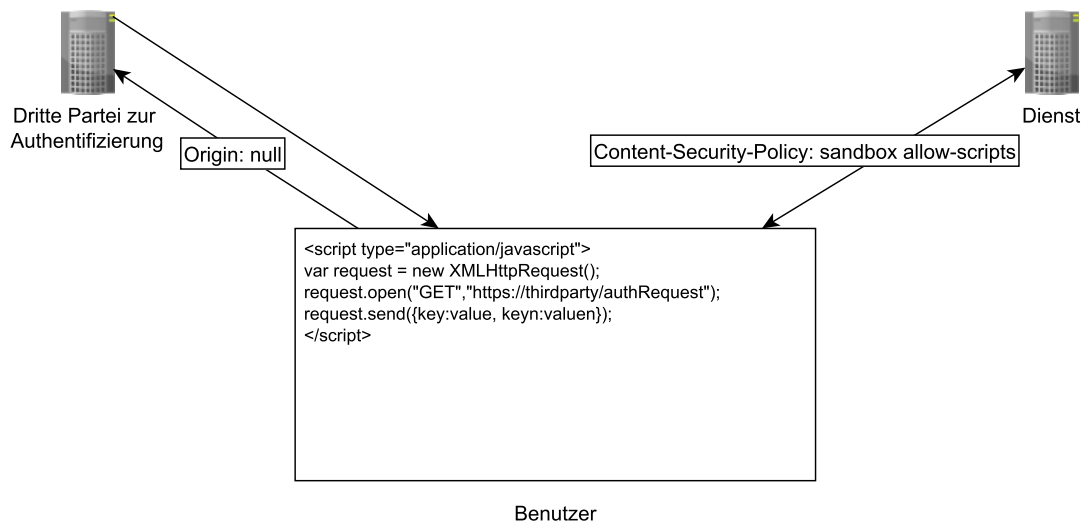 Dritte Partei zur
Authentifizierung
Dienst
Origin: null
Content-Security-Policy: sandbox allow-scripts
<script type="application/javascript">
var request = new XMLHttpRequest();
request.open("GET","https://thirdparty/authRequest");
request.send({key:value, keyn:valuen});
</script>
Benutzer